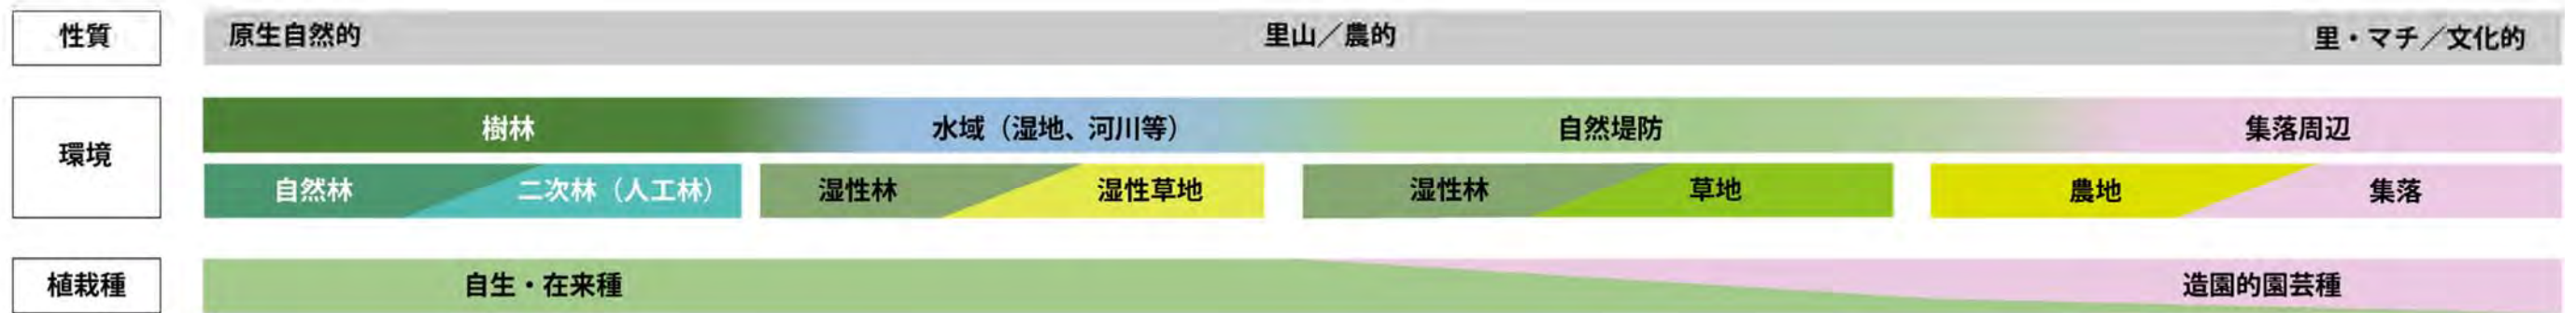 性質
原生自然的 里山／農的 里・マチ／文化的
環境
樹林 水域（湿地、河川等） 自然堤防 集落周辺
自然林 二次林（人工林） 湿性林 湿性草地 湿性林 草地 農地 集落
植栽種
自生・在来種 造園的園芸種